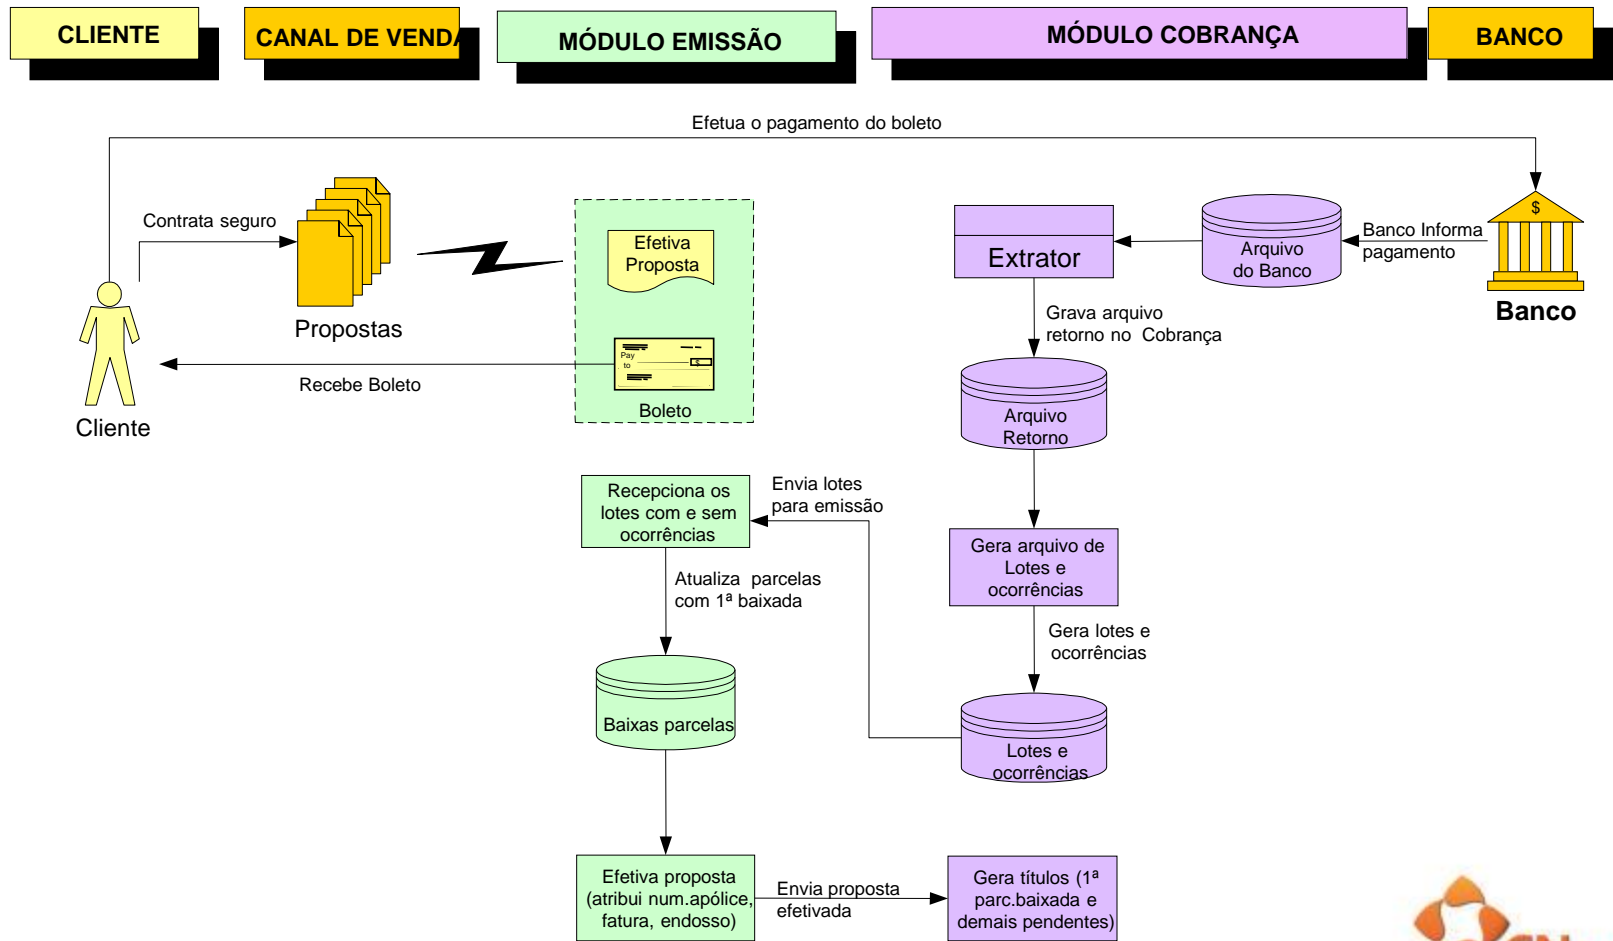 CLIENTE
CANAL DE VENDA
MÓDULO EMISSÃO
MÓDULO COBRANÇA
BANCO
Efetua o pagamento do boleto
Contrata seguro
Propostas
Efetiva
Proposta
Pay
to
$
Boleto
Recebe Boleto
Cliente
Extrator
Arquivo
do Banco
Banco Informa
pagamento
$
Banco
Grava arquivo
retorno no Cobrança
Arquivo
Retorno
Recepciona os
lotes com e sem
ocorrências
Envia lotes
para emissão
Gera arquivo de
Lotes e
ocorrências
Atualiza parcelas
com 1ª baixada
Gera lotes e
ocorrências
Baixas parcelas
Lotes e
ocorrências
Efetiva proposta
(atribui num.apólice,
fatura, endosso)
Envia proposta
efetivada
Gera títulos (1ª
parc.baixada e
demais pendentes)